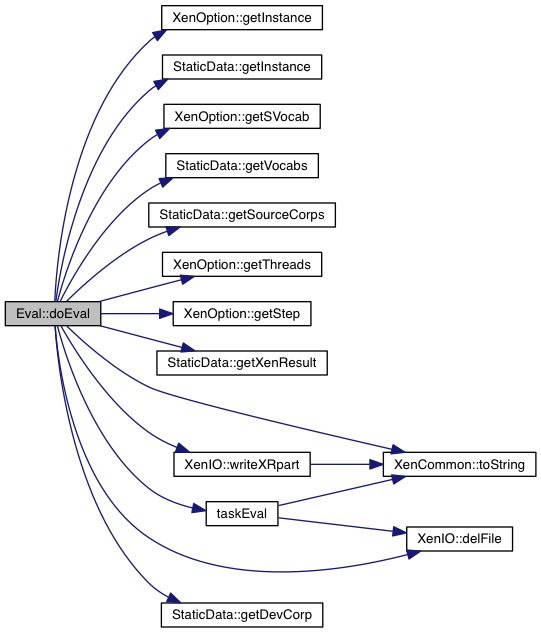 XenOption::getInstance
StaticData::getInstance
XenOption::getSVocab
StaticData::getVocabs
StaticData::getSourceCorps
XenOption::getThreads
Eval::doEval
XenOption::getStep
StaticData::getXenResult
XenIO::writeXRpart
XenCommon::toString
taskEval
XenIO::delFile
StaticData::getDevCorp